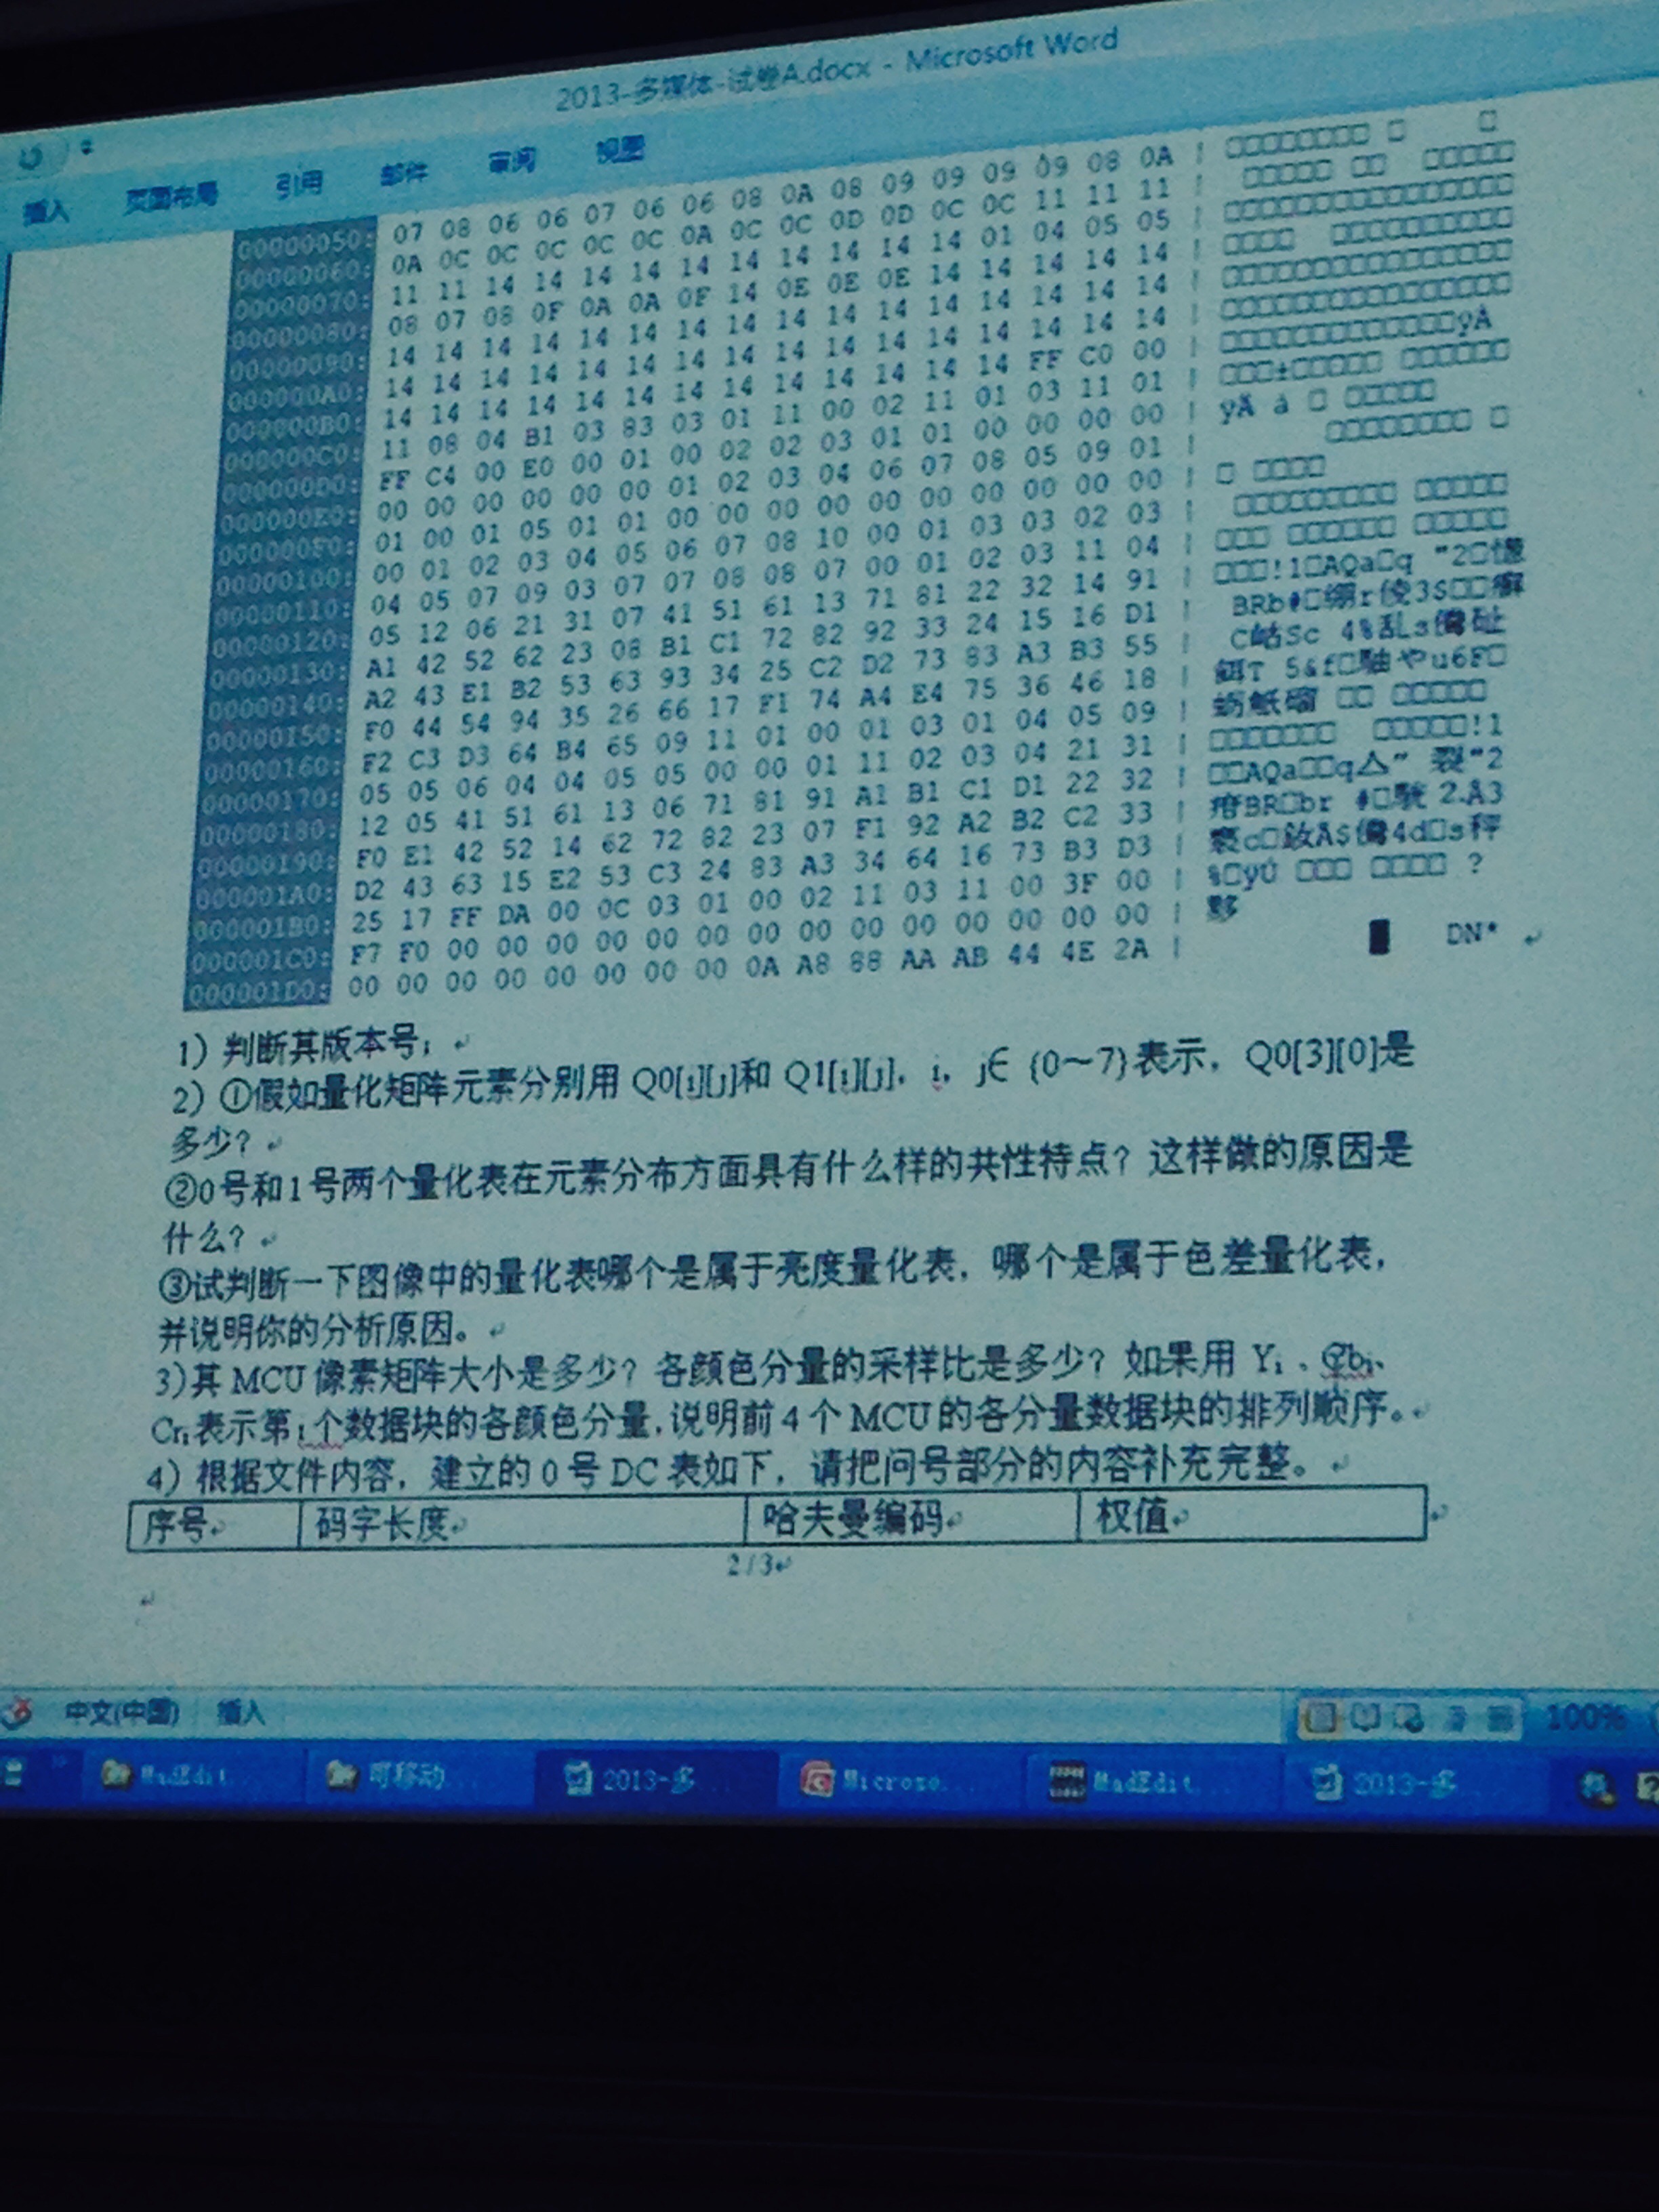 2013-多媒体-试卷A.docx - Microsoft Word
插入 页面布局 引用 邮件 审阅 视图
00000050: 07 08 06 06 07 06 06 08 0A 08 09 09 09 09 08 0A
00000060: 0A 0C 0C 0C 0C 0C 0A 0C 0C 0D 0D 0C 0C 11 11 11
00000070: 11 11 14 14 14 14 14 14 14 14 14 14 01 04 05 05
00000080: 08 07 08 0F 0A 0A 0F 14 0E 0E 0E 14 14 14 14 14
00000090: 14 14 14 14 14 14 14 14 14 14 14 14 14 14 14 14
000000A0: 14 14 14 14 14 14 14 14 14 14 14 14 14 14 14 14
000000B0: 14 14 14 14 14 14 14 14 14 14 14 14 14 FF C0 00
000000C0: 11 08 04 B1 03 83 03 01 11 00 02 11 01 03 11 01
000000D0: FF C4 00 E0 00 01 00 02 02 03 01 01 00 00 00 00
000000E0: 00 00 00 00 00 00 01 02 03 04 06 07 08 05 09 01
000000F0: 01 00 01 05 01 01 00 00 00 00 00 00 00 00 00 00
00000100: 00 01 02 03 04 05 06 07 08 10 00 01 03 03 02 03
00000110: 04 05 07 09 03 07 07 08 08 07 00 01 02 03 11 04
00000120: 05 12 06 21 31 07 41 51 61 13 71 81 22 32 14 91
00000130: A1 42 52 62 23 08 B1 C1 72 82 92 33 24 15 16 D1
00000140: A2 43 E1 B2 53 63 93 34 25 C2 D2 73 83 A3 B3 55
00000150: F0 44 54 94 35 26 66 17 F1 74 A4 E4 75 36 46 18
00000160: F2 C3 D3 64 B4 65 09 11 01 00 01 03 01 04 05 09
00000170: 05 05 06 04 04 05 05 00 00 01 11 02 03 04 21 31
00000180: 12 05 41 51 61 13 06 71 81 91 A1 B1 C1 D1 22 32
00000190: F0 E1 42 52 14 62 72 82 23 07 F1 92 A2 B2 C2 33
000001A0: D2 43 63 15 E2 53 C3 24 83 A3 34 64 16 73 B3 D3
000001B0: 25 17 FF DA 00 0C 03 01 00 02 11 03 11 00 3F 00
000001C0: F7 F0 00 00 00 00 00 00 00 00 00 00 00 00 00 00
000001D0: 00 00 00 00 00 00 00 00 0A A8 88 AA AB 44 4E 2A | DN*
1）判断其版本号；
2）①假如量化矩阵元素分别用 Q0[i][j]和 Q1[i][j]，i，j∈ {0～7}表示，Q0[3][0]是
多少？
②0号和1号两个量化表在元素分布方面具有什么样的共性特点？这样做的原因是
什么？
③试判断一下图像中的量化表哪个是属于亮度量化表，哪个是属于色差量化表，
并说明你的分析原因。
3)其 MCU 像素矩阵大小是多少？各颜色分量的采样比是多少？如果用 Yi 、Cbi、
Cri表示第i个数据块的各颜色分量,说明前4个MCU的各分量数据块的排列顺序。
4）根据文件内容，建立的 0 号 DC 表如下，请把问号部分的内容补充完整。
序号 码字长度 哈夫曼编码 权值
2 / 3
中文(中国) 插入 100%
MadEdit... 可移动... 2013-多... Microso... MadEdit... 2013-多...